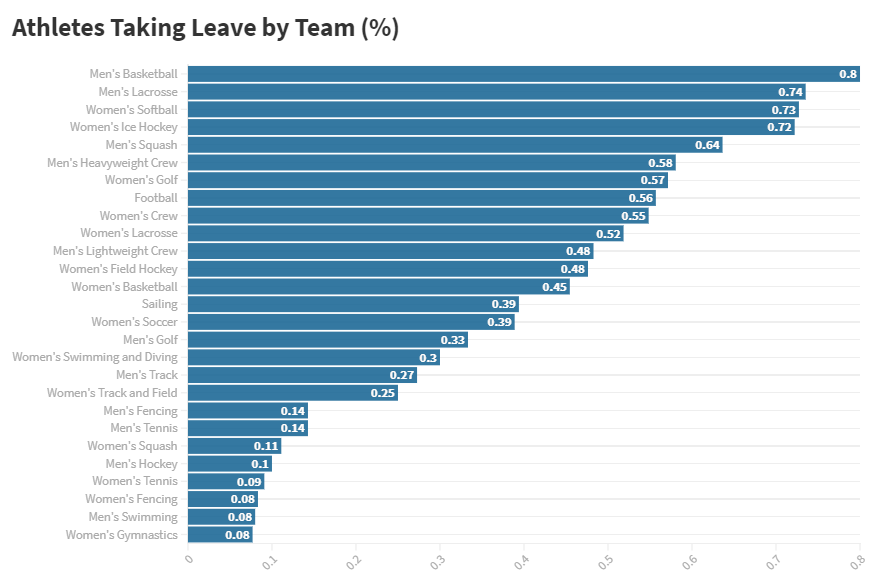 Athletes Taking Leave by Team (%)
Men's Basketball 0.8
Men's Lacrosse 0.74
Women's Softball 0.73
Women's Ice Hockey 0.72
Men's Squash 0.64
Men's Heavyweight Crew 0.58
Women's Golf 0.57
Football 0.56
Women's Crew 0.55
Women's Lacrosse 0.52
Men's Lightweight Crew 0.48
Women's Field Hockey 0.48
Women's Basketball 0.45
Sailing 0.39
Women's Soccer 0.39
Men's Golf 0.33
Women's Swimming and Diving 0.3
Men's Track 0.27
Women's Track and Field 0.25
Men's Fencing 0.14
Men's Tennis 0.14
Women's Squash 0.11
Men's Hockey 0.1
Women's Tennis 0.09
Women's Fencing 0.08
Men's Swimming 0.08
Women's Gymnastics 0.08
0 0.1 0.2 0.3 0.4 0.5 0.6 0.7 0.8